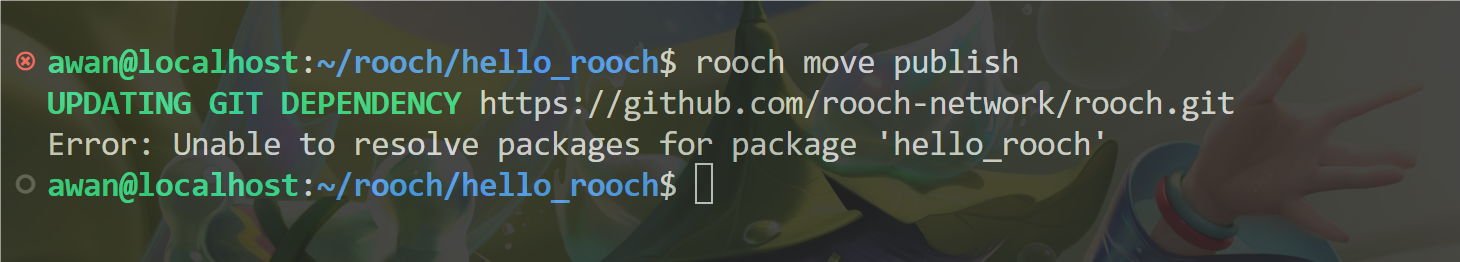 awan@localhost:~/rooch/hello_rooch$ rooch move publish
UPDATING GIT DEPENDENCY https://github.com/rooch-network/rooch.git
Error: Unable to resolve packages for package 'hello_rooch'
awan@localhost:~/rooch/hello_rooch$